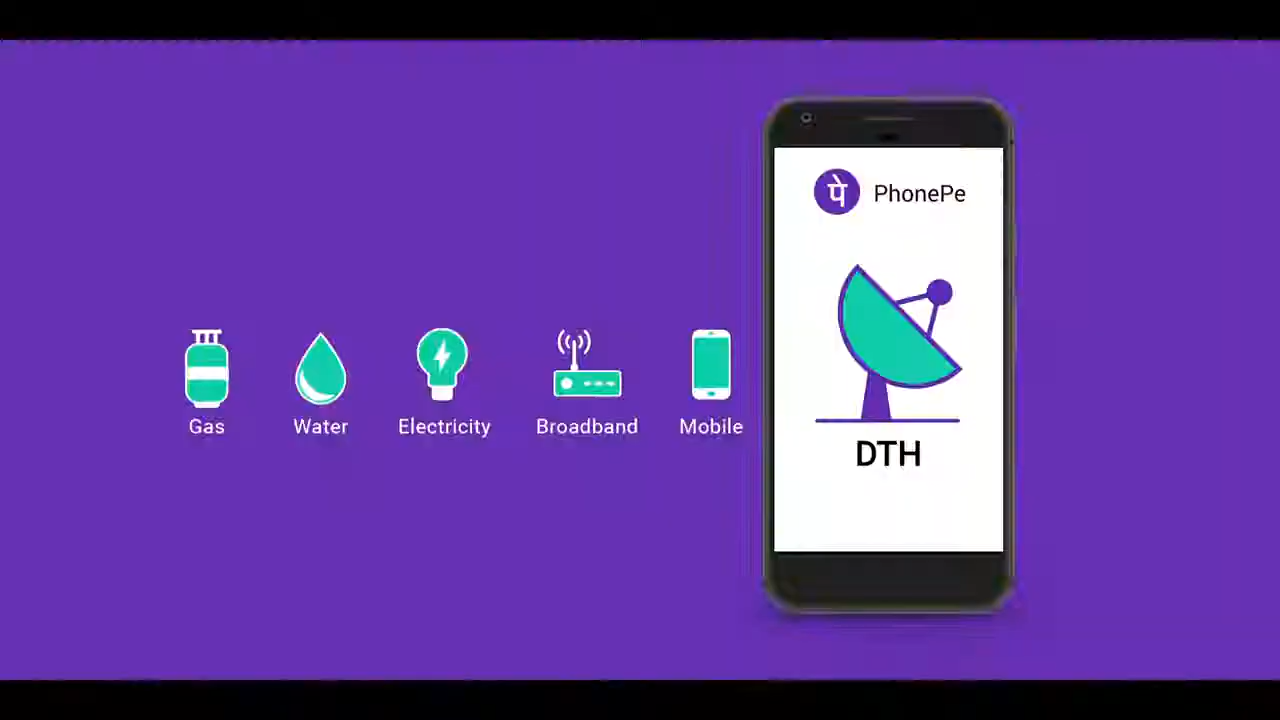 पे PhonePe
Gas
Water
Electricity
Broadband
Mobile
DTH